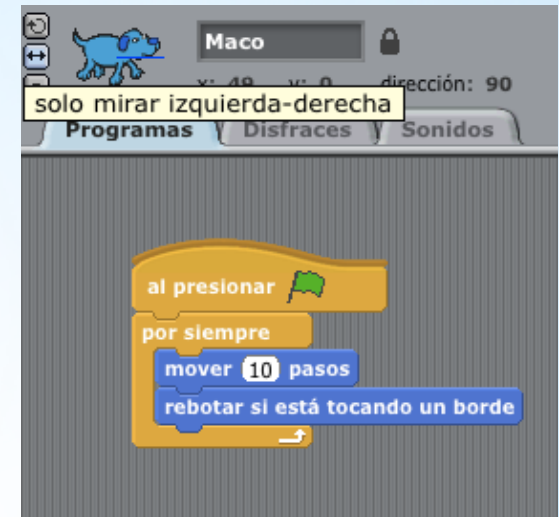 Maco
x: 49 y: 0 dirección: 90
solo mirar izquierda-derecha
Programas Disfraces Sonidos
al presionar
por siempre
mover 10 pasos
rebotar si está tocando un borde